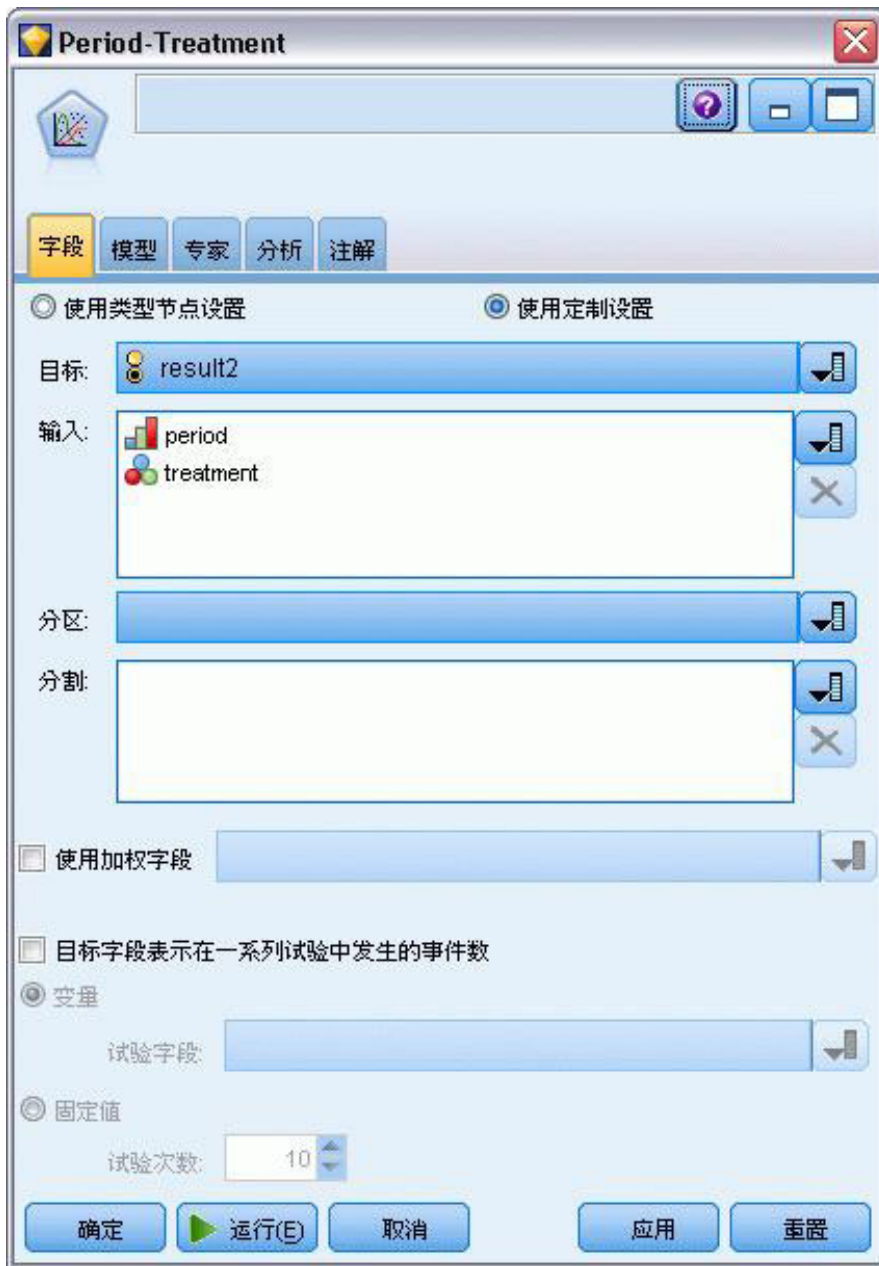 Period-Treatment
字段 模型 专家 分析 注解
使用类型节点设置 使用定制设置
目标: result2
输入: period
treatment
分区:
分割:
使用加权字段
目标字段表示在一系列试验中发生的事件数
变量
试验字段:
固定值
试验次数: 10
确定 运行(E) 取消 应用 重置